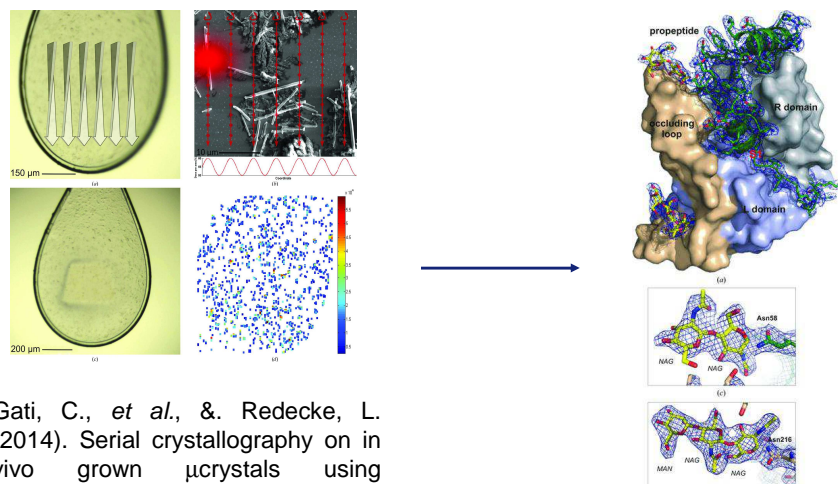 150 µm
(a)
10 µm
Coordinate
(b)
200 µm
(c)
(d)
Gati, C., et al., &. Redecke, L.
2014). Serial crystallography on in
vivo grown µcrystals using
propeptide
R domain
occluding
loop
L domain
(a)
Asn58
NAG
NAG
(c)
Asn216
MAN
NAG
NAG